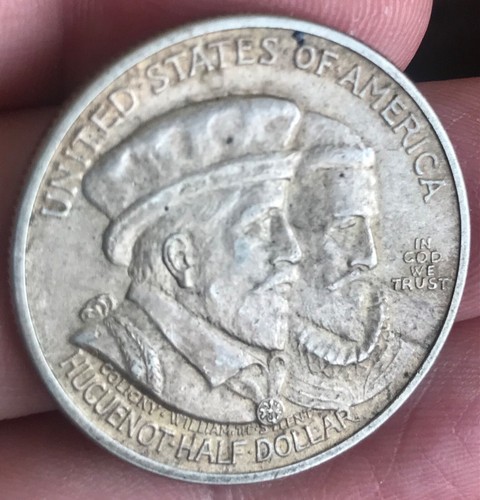 UNITED STATES OF AMERICA
IN
GOD
WE
TRUST
COLIGNY · WILLIAM THE SILENT
HUGUENOT HALF DOLLAR